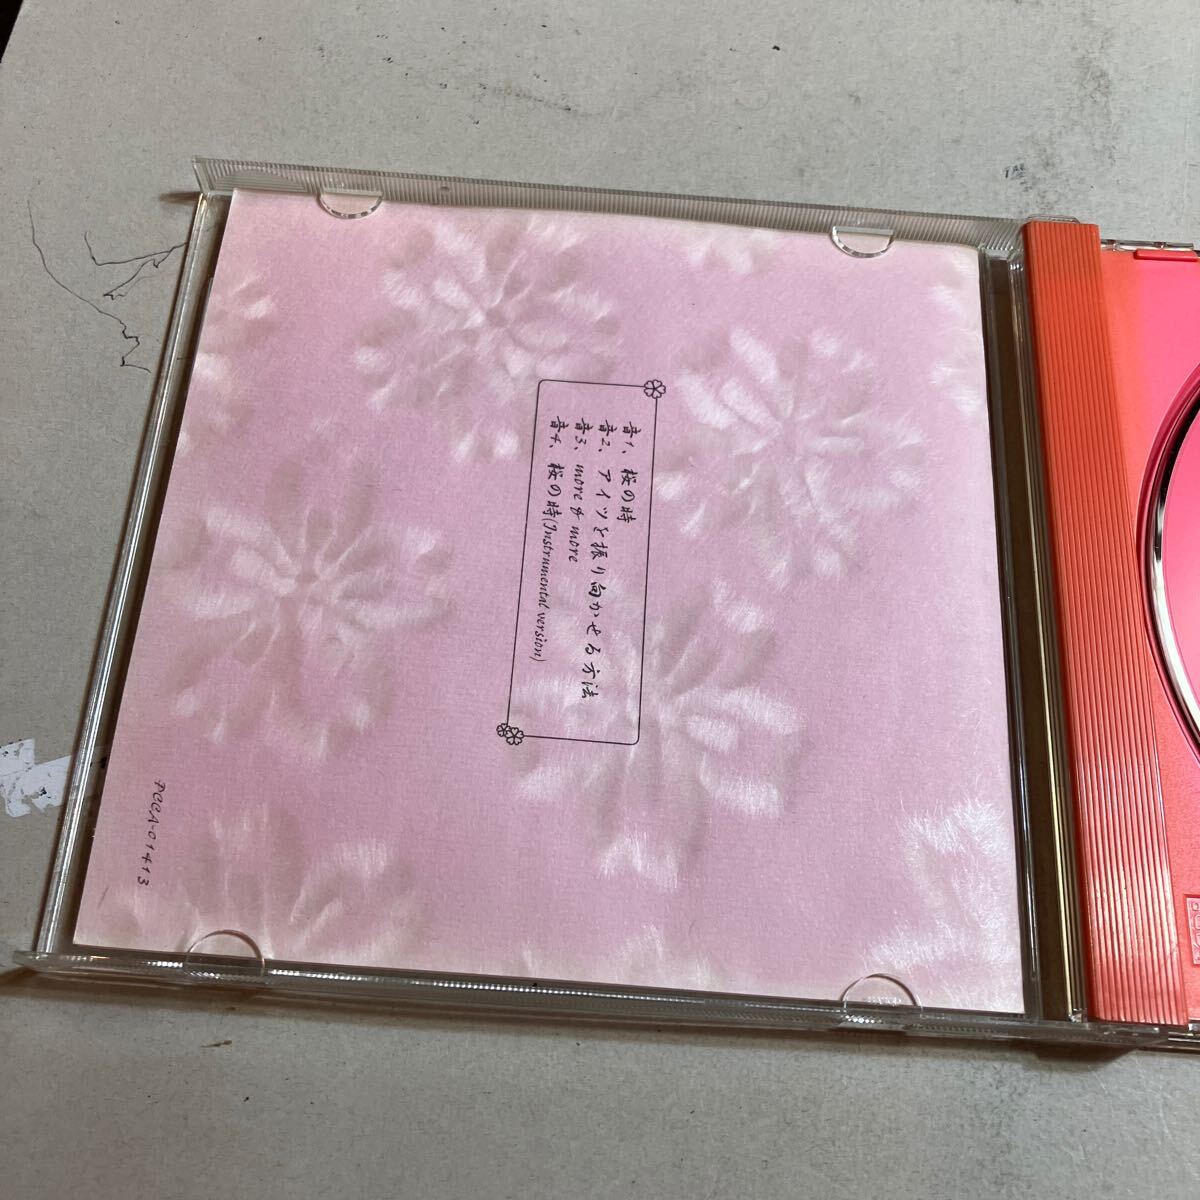 音1、桜の時
音2、アイツを振り向かせる方法
音3、more & more
音4、桜の時(Instrumental version)
PCCA-01413